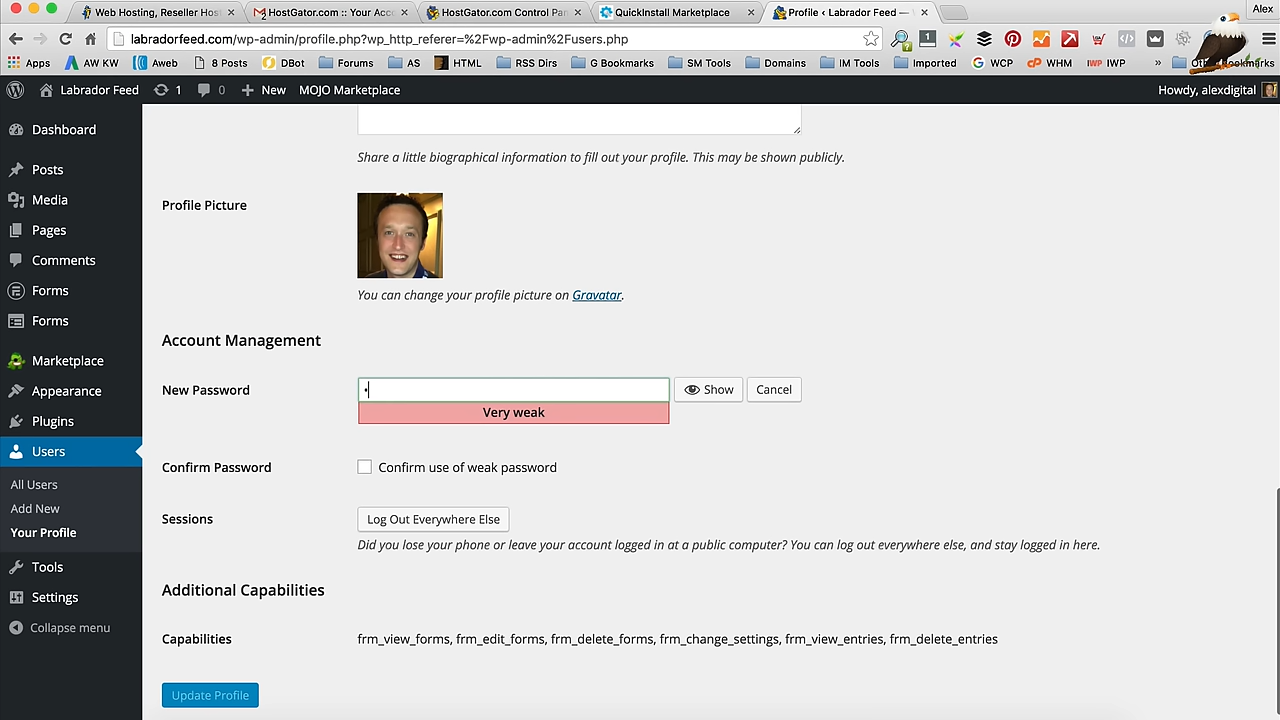 Web Hosting, Reseller Host
HostGator.com :: Your Acc
HostGator.com Control Pan
QuickInstall Marketplace
Profile ‹ Labrador Feed —
Alex
labradorfeed.com/wp-admin/profile.php?wp_http_referer=%2Fwp-admin%2Fusers.php
Apps
AW KW
Aweb
8 Posts
DBot
Forums
AS
HTML
RSS Dirs
G Bookmarks
SM Tools
Domains
IM Tools
Imported
WCP
WHM
IWP
»
Labrador Feed
1
0
New
MOJO Marketplace
Howdy, alexdigital
Dashboard
Posts
Media
Pages
Comments
Forms
Forms
Marketplace
Appearance
Plugins
Users
All Users
Add New
Your Profile
Tools
Settings
Collapse menu
Share a little biographical information to fill out your profile. This may be shown publicly.
Profile Picture
You can change your profile picture on Gravatar.
Account Management
New Password
•
Show
Cancel
Very weak
Confirm Password
Confirm use of weak password
Sessions
Log Out Everywhere Else
Did you lose your phone or leave your account logged in at a public computer? You can log out everywhere else, and stay logged in here.
Additional Capabilities
Capabilities
frm_view_forms, frm_edit_forms, frm_delete_forms, frm_change_settings, frm_view_entries, frm_delete_entries
Update Profile